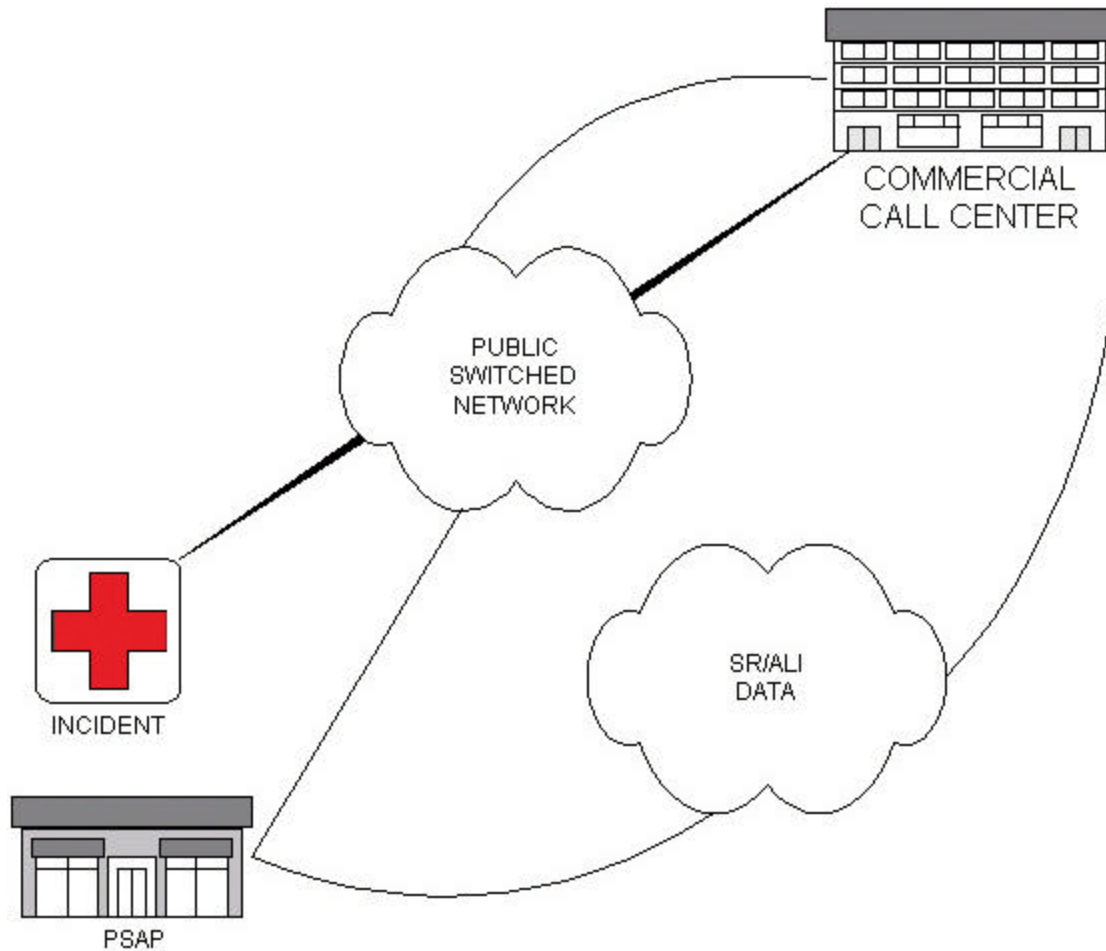 COMMERCIAL
CALL CENTER
PUBLIC
SWITCHED
NETWORK
SR/ALI
DATA
INCIDENT
PSAP